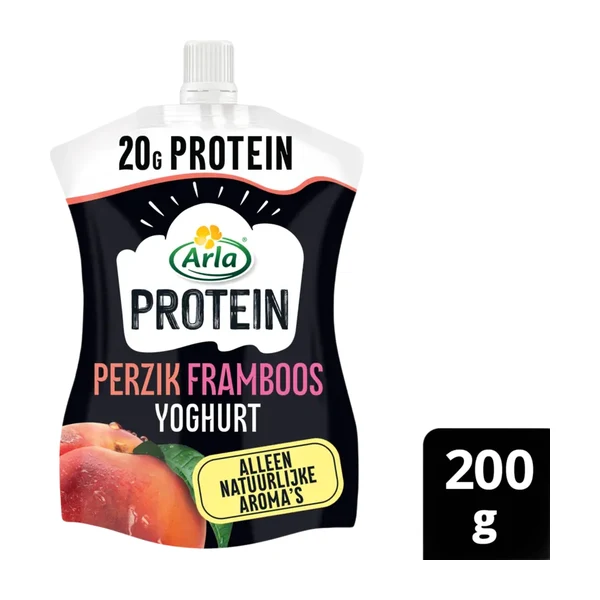 20G PROTEIN
Arla®
PROTEIN
PERZIK FRAMBOOS
YOGHURT
ALLEEN
NATUURLIJKE
AROMA'S
200
g